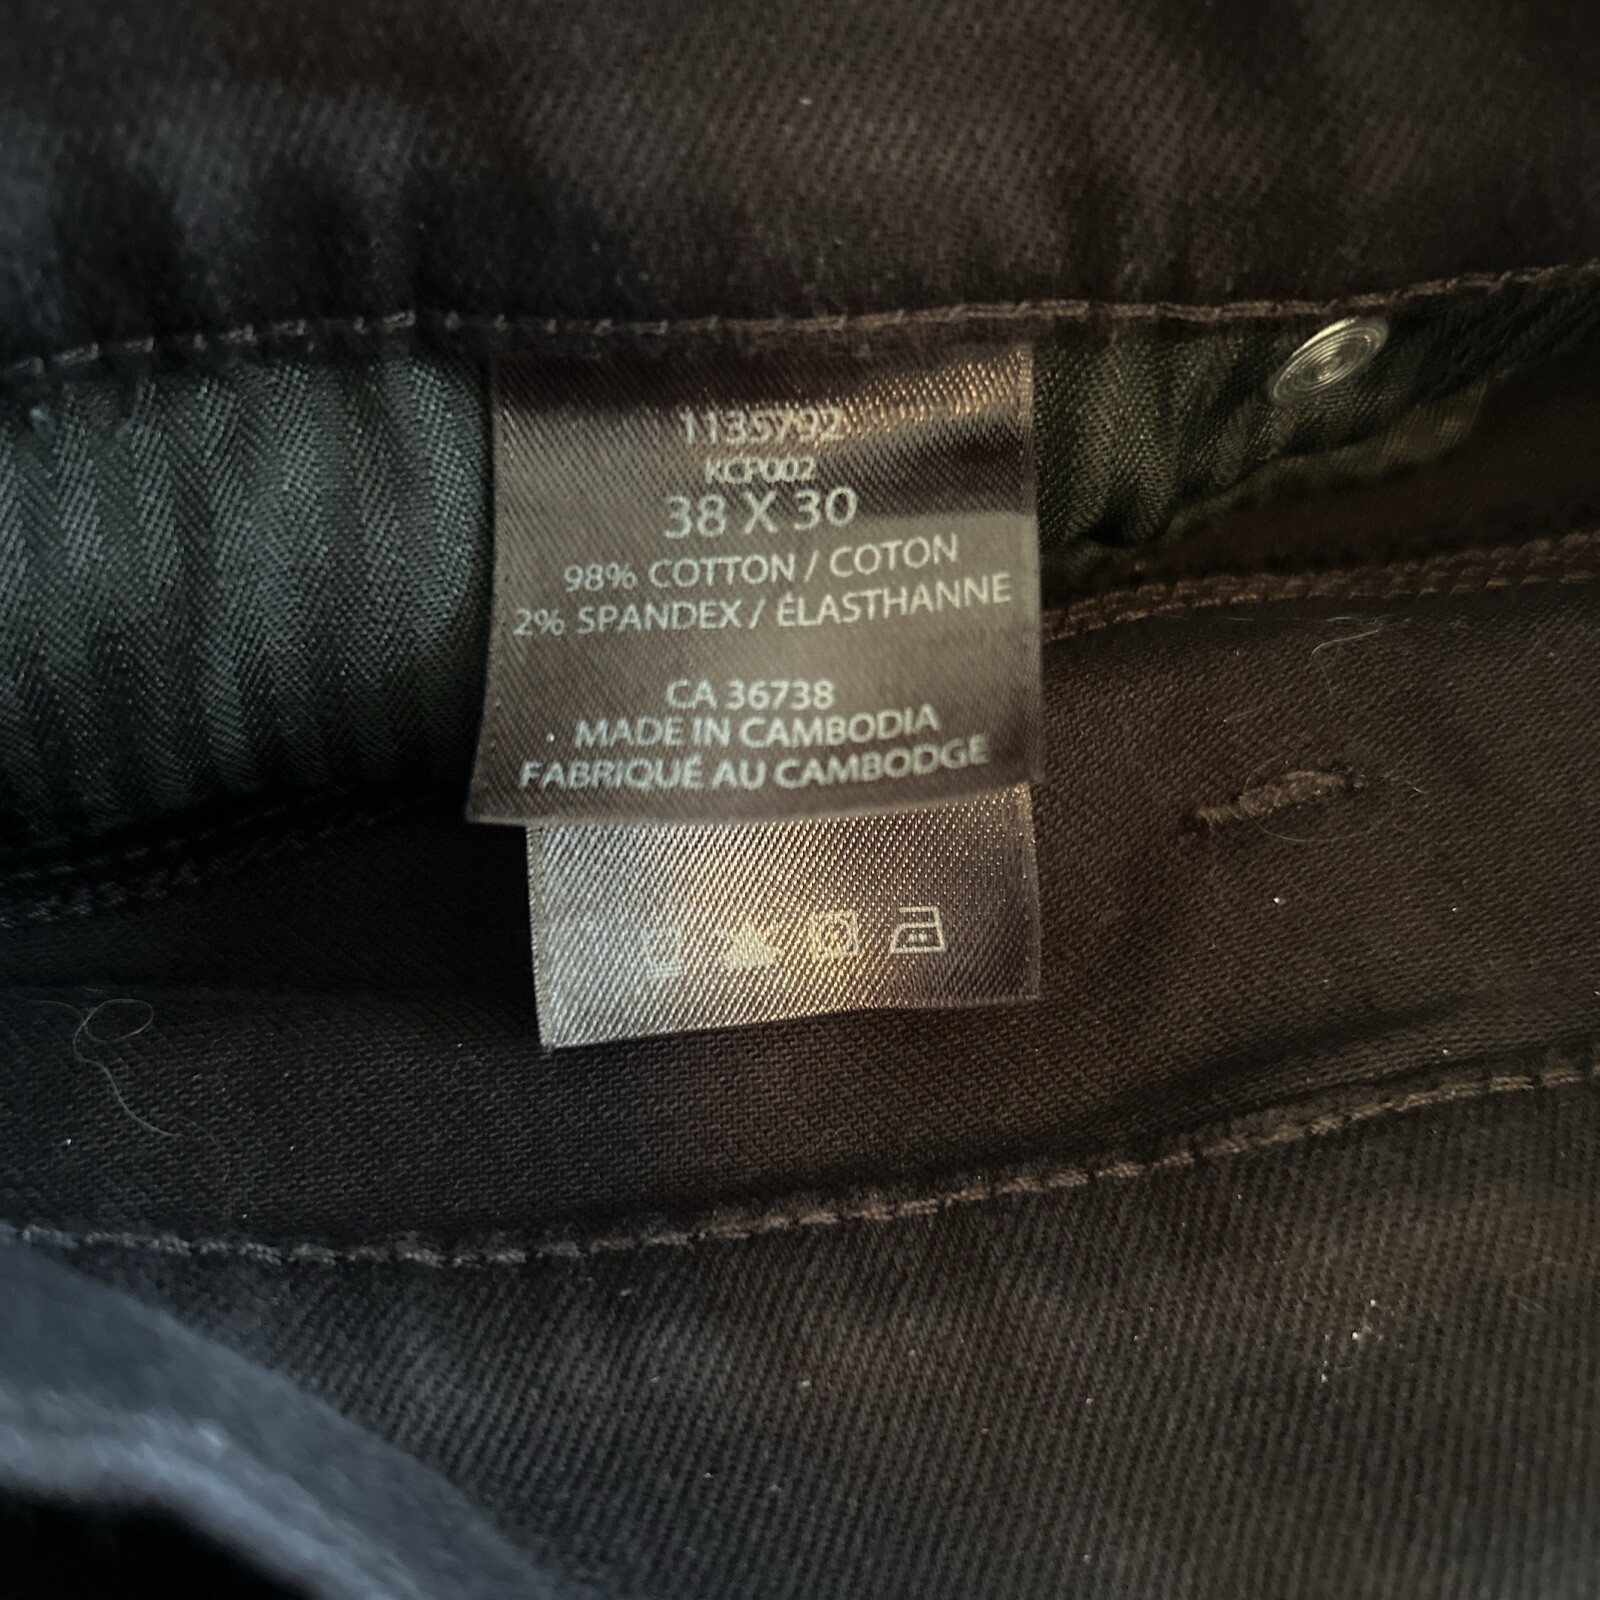 1135792
KCP002
38 X 30
98% COTTON / COTON
2% SPANDEX / ÉLASTHANNE
CA 36738
MADE IN CAMBODIA
FABRIQUÉ AU CAMBODGE